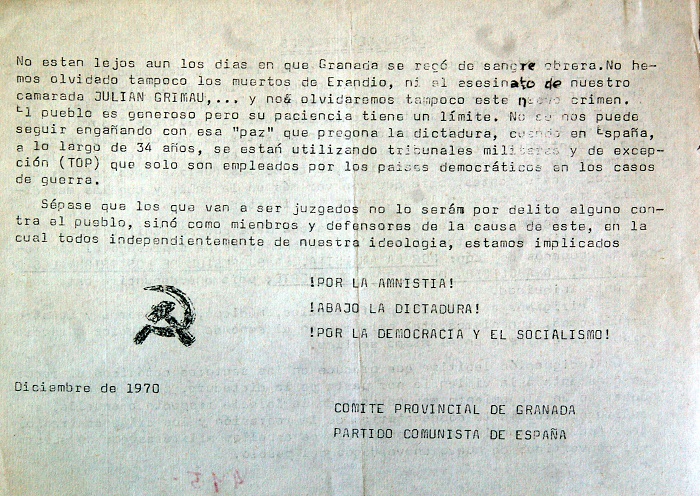 No estan lejos aun los dias en que Granada se regó de sangre obrera.No he-
mos olvidado tampoco los muertos de Erandio, ni al asesinato de nuestro
camarada JULIAN GRIMAU,... y nos olvidaremos tampoco este nuevo crimen.
El pueblo es generoso pero su paciencia tiene un límite. No se nos puede
seguir engañando con esa "paz" que pregona la dictadura, cuando en España,
a lo largo de 34 años, se estań utilizando tribunales militares y de excep-
ción (TOP) que solo son empleados por los paises democráticos en los casos
de guerra.
Sépase que los que van a ser juzgados no lo serám por delito alguno con-
tra el pueblo, sinó como miembros y defensores de la causa de este, en la
cual todos independientemente de nuestra ideologia, estamos implicados
!POR LA AMNISTIA!
!ABAJO LA DICTADURA!
!POR LA DEMOCRACIA Y EL SOCIALISMO!
Diciembre de 1970
COMITE PROVINCIAL DE GRANADA
PARTIDO COMUNISTA DE ESPAÑA